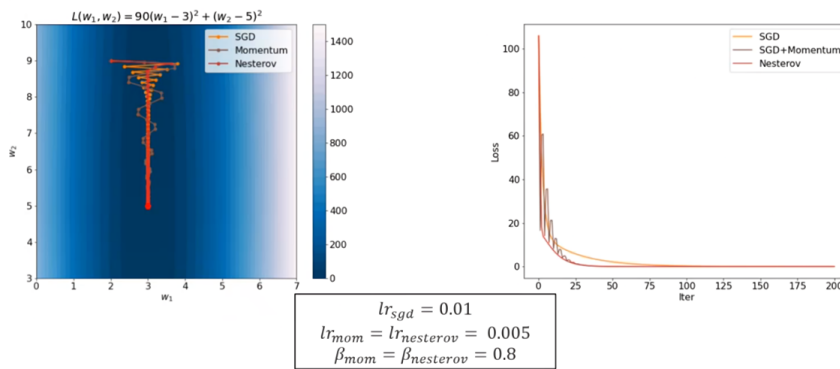 L(w₁, w₂) = 90(w₁ − 3)² + (w₂ − 5)²
10
9
8
7
6
5
4
3
w₂
0
1
2
3
4
5
6
7
w₁
SGD
Momentum
Nesterov
1400
1200
1000
800
600
400
200
0
100
80
60
40
20
0
Loss
0
25
50
75
100
125
150
175
200
Iter
SGD
SGD+Momentum
Nesterov
lr_sgd = 0.01
lr_mom = lr_nesterov = 0.005
β_mom = β_nesterov = 0.8